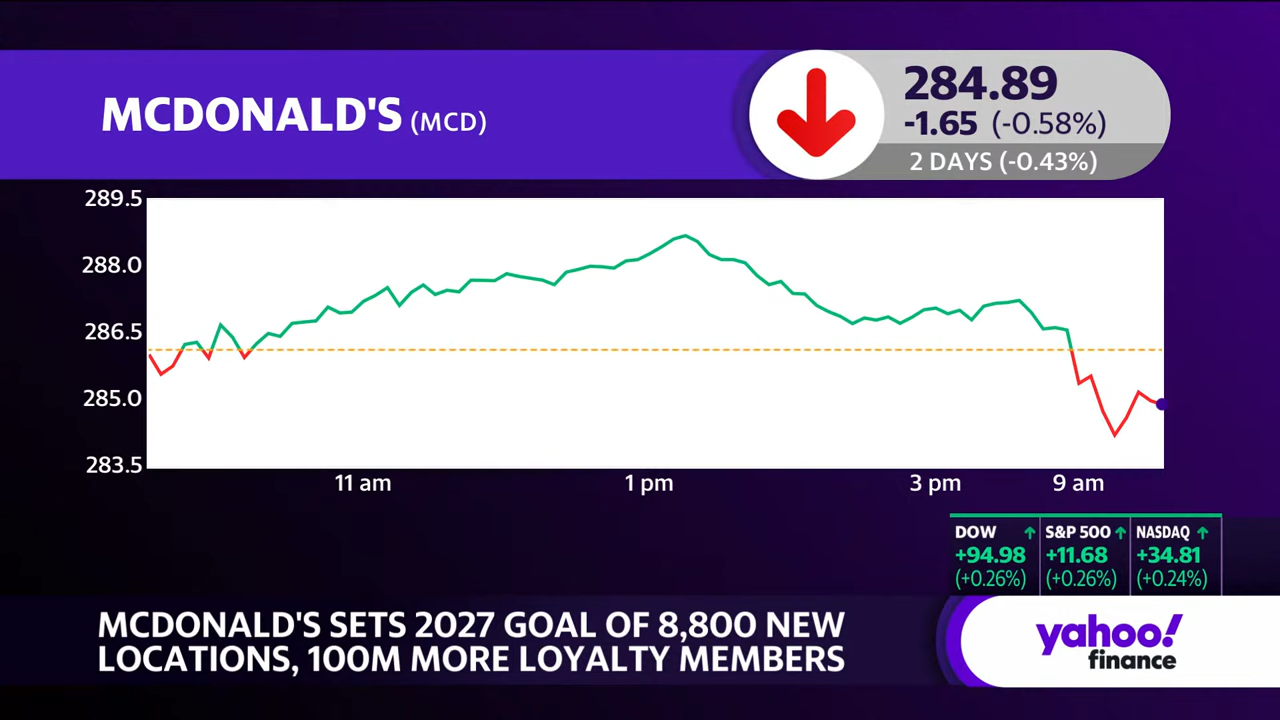 MCDONALD'S (MCD)
284.89
-1.65 (-0.58%)
2 DAYS (-0.43%)
289.5
288.0
286.5
285.0
283.5
11 am 1 pm 3 pm 9 am
DOW ↑ S&P 500 ↑ NASDAQ ↑
+94.98 +11.68 +34.81
(+0.26%) (+0.26%) (+0.24%)
MCDONALD'S SETS 2027 GOAL OF 8,800 NEW
LOCATIONS, 100M MORE LOYALTY MEMBERS
yahoo!
finance